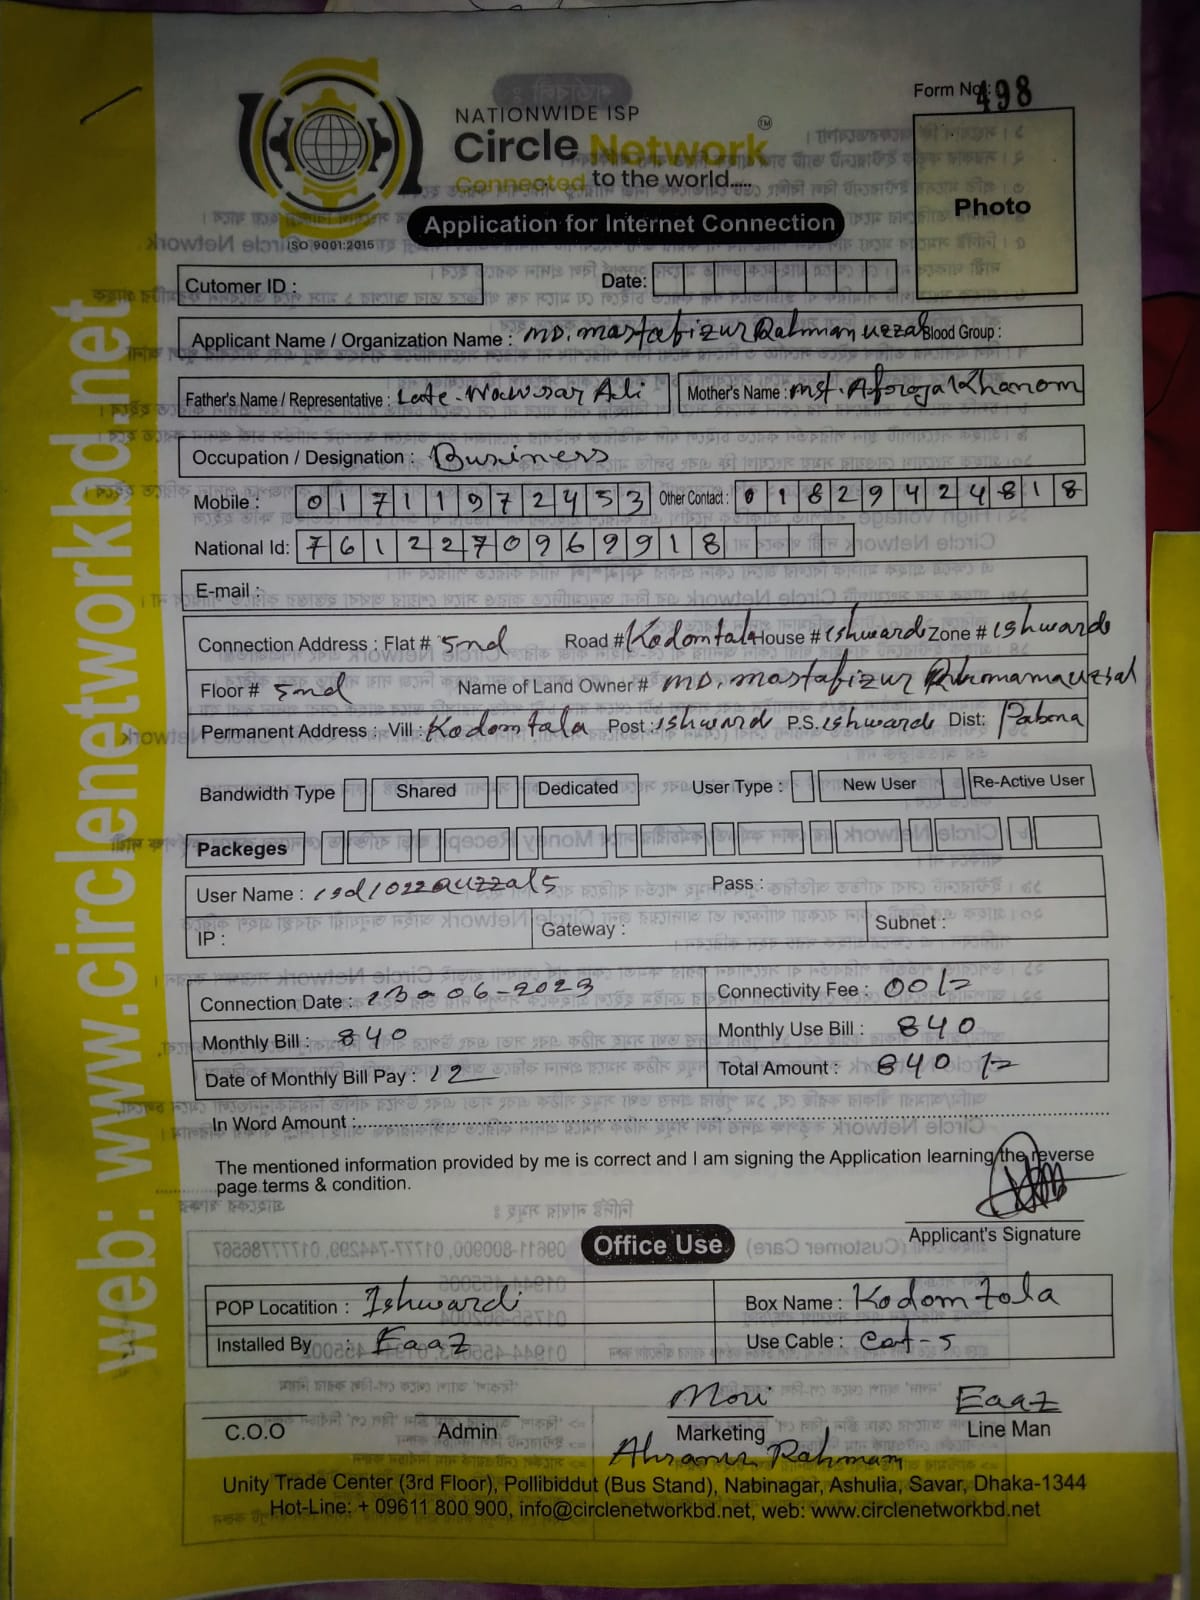 Form No: 498
NATIONWIDE ISP
Circle Network™
Connected to the world....
Photo
ISO 9001:2015
Application for Internet Connection
Cutomer ID :
Date:
Applicant Name / Organization Name : MD. Mostafizur Rahman uzzal Blood Group :
Father's Name / Representative : Late. Wawsar Ali Mother's Name : Mst. Afroja Khanom
Occupation / Designation : Business
Mobile : 01711972453 Other Contact : 01829424818
National Id: 7612270969918
E-mail :
Connection Address : Flat # 5nd Road # Kodomtala House # ishwardi Zone # ishwardi
Floor # 5nd Name of Land Owner # MD. Mostafizur Rahman uzzal
Permanent Address : Vill : Kodomtala Post : ishwardi P.S. ishwardi Dist: Pabna
Bandwidth Type Shared Dedicated User Type : New User Re-Active User
Packeges
User Name : isd1022auzzal5 Pass :
IP : Gateway : Subnet :
Connection Date : 13-06-2023 Connectivity Fee : 00/=
Monthly Bill : 840 Monthly Use Bill : 840
Date of Monthly Bill Pay : 12 Total Amount : 840 /=
In Word Amount :
The mentioned information provided by me is correct and I am signing the Application learning the reverse
page terms & condition.
Applicant's Signature
Office Use
POP Locatition : Ishwardi Box Name : Kodomtola
Installed By : Eaaz Use Cable : Cat-5
Moni Eaaz
C.O.O Admin Marketing Line Man
Ahsanur Rahman
Unity Trade Center (3rd Floor), Pollibiddut (Bus Stand), Nabinagar, Ashulia, Savar, Dhaka-1344
Hot-Line: + 09611 800 900, info@circlenetworkbd.net, web: www.circlenetworkbd.net
web: www.circlenetworkbd.net